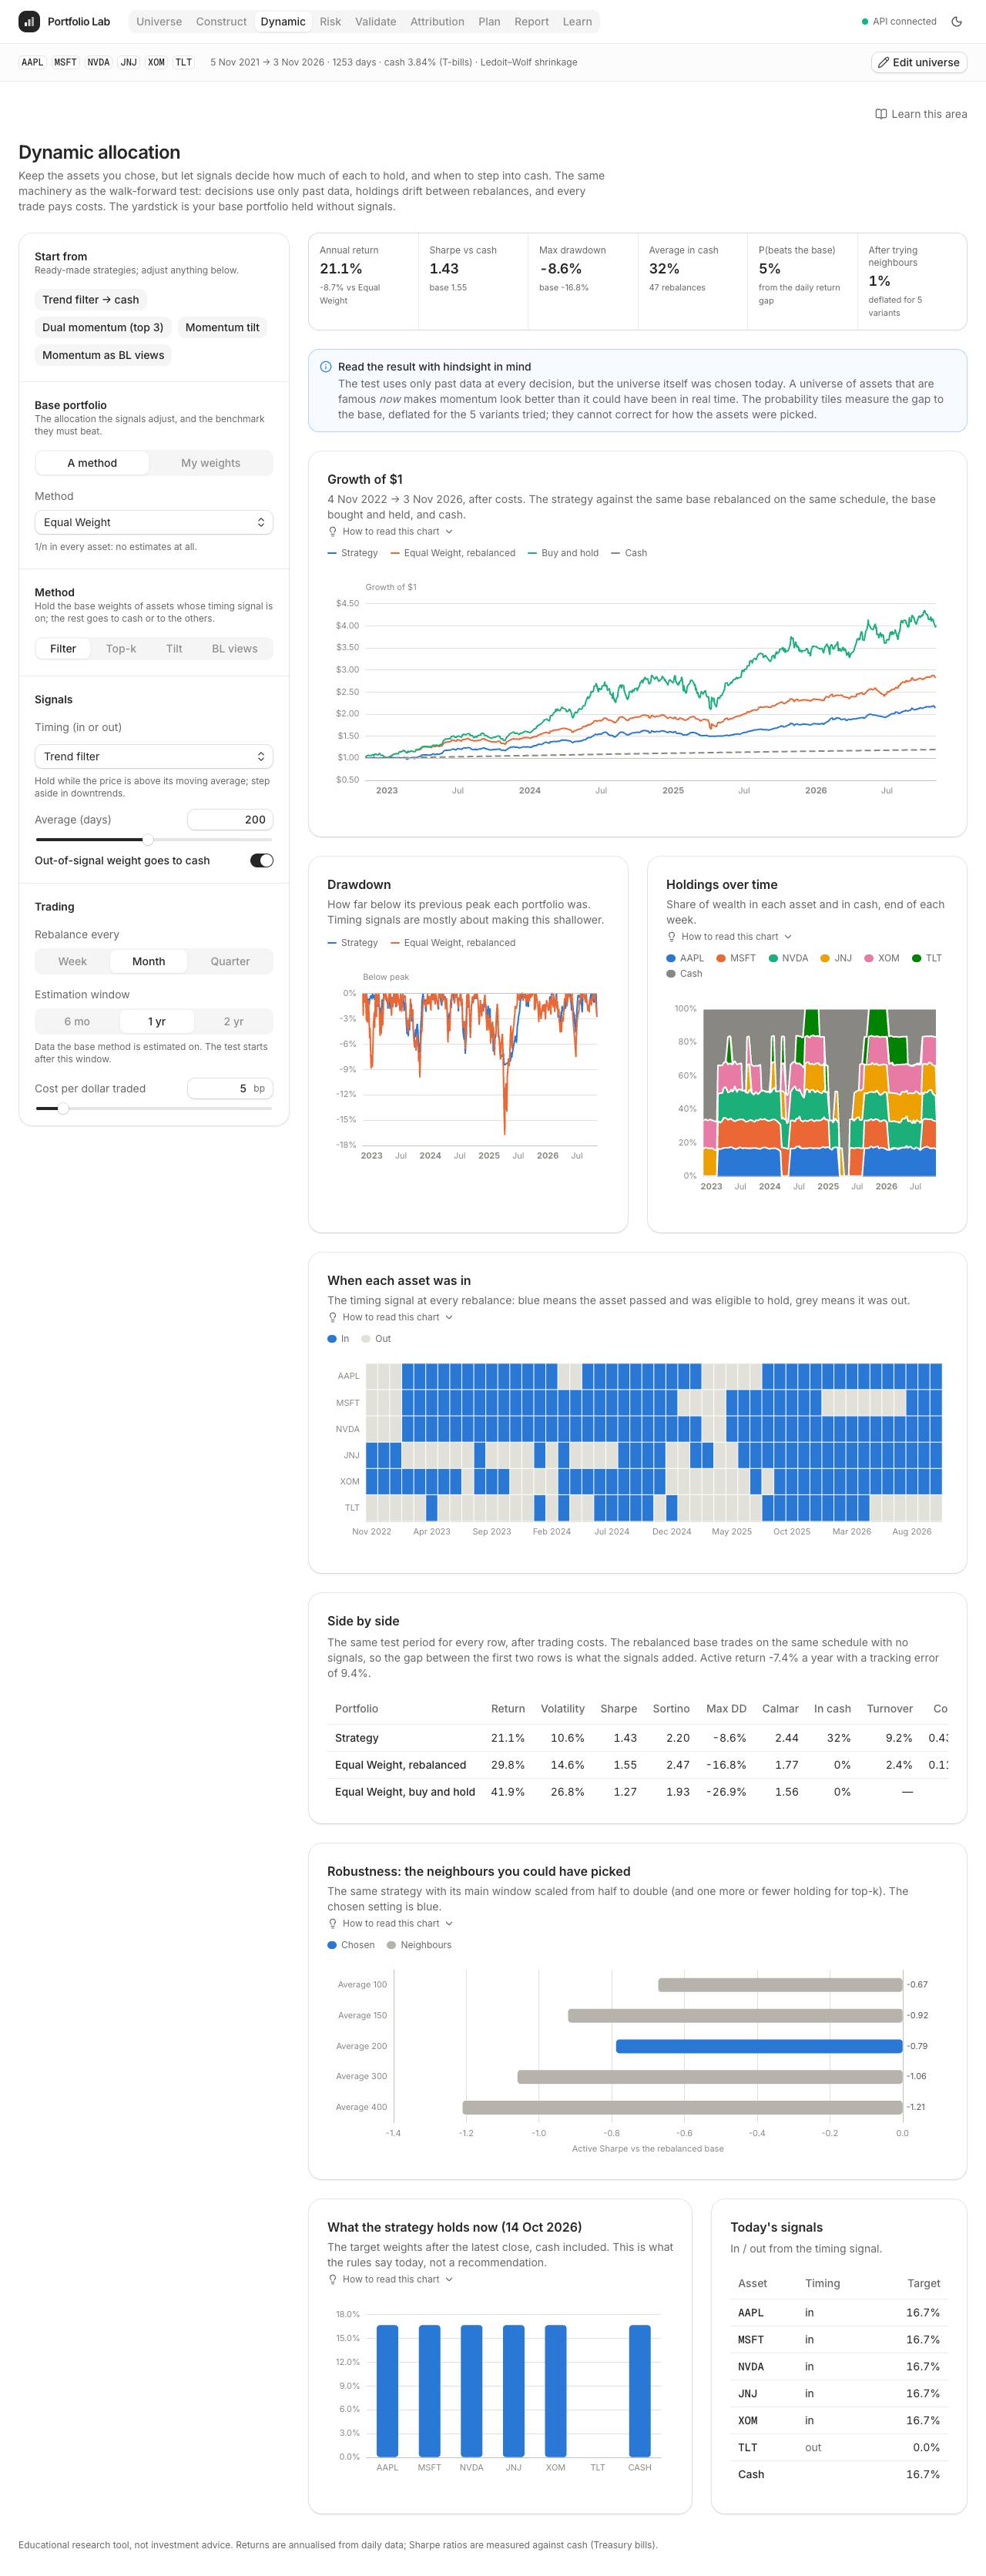 Portfolio Lab
Universe Construct Dynamic Risk Validate Attribution Plan Report Learn
API connected
AAPL MSFT NVDA JNJ XOM TLT
5 Nov 2021 → 3 Nov 2026 · 1253 days · cash 3.84% (T-bills) · Ledoit–Wolf shrinkage
Edit universe
Learn this area
Dynamic allocation
Keep the assets you chose, but let signals decide how much of each to hold, and when to step into cash. The same
machinery as the walk-forward test: decisions use only past data, holdings drift between rebalances, and every
trade pays costs. The yardstick is your base portfolio held without signals.
Start from
Ready-made strategies; adjust anything below.
Trend filter → cash
Dual momentum (top 3) Momentum tilt
Momentum as BL views
Base portfolio
The allocation the signals adjust, and the benchmark
they must beat.
A method My weights
Method
Equal Weight
1/n in every asset: no estimates at all.
Method
Hold the base weights of assets whose timing signal is
on; the rest goes to cash or to the others.
Filter Top-k Tilt BL views
Signals
Timing (in or out)
Trend filter
Hold while the price is above its moving average; step
aside in downtrends.
Average (days) 200
Out-of-signal weight goes to cash
Trading
Rebalance every
Week Month Quarter
Estimation window
6 mo 1 yr 2 yr
Data the base method is estimated on. The test starts
after this window.
Cost per dollar traded 5 bp
Annual return
21.1%
-8.7% vs Equal
Weight
Sharpe vs cash
1.43
base 1.55
Max drawdown
-8.6%
base -16.8%
Average in cash
32%
47 rebalances
P(beats the base)
5%
from the daily return
gap
After trying
neighbours
1%
deflated for 5
variants
Read the result with hindsight in mind
The test uses only past data at every decision, but the universe itself was chosen today. A universe of assets that are
famous now makes momentum look better than it could have been in real time. The probability tiles measure the gap to
the base, deflated for the 5 variants tried; they cannot correct for how the assets were picked.
Growth of $1
4 Nov 2022 → 3 Nov 2026, after costs. The strategy against the same base rebalanced on the same schedule, the base
bought and held, and cash.
How to read this chart
Strategy Equal Weight, rebalanced Buy and hold Cash
Growth of $1
$4.50
$4.00
$3.50
$3.00
$2.50
$2.00
$1.50
$1.00
$0.50
2023 Jul 2024 Jul 2025 Jul 2026 Jul
Drawdown
How far below its previous peak each portfolio was.
Timing signals are mostly about making this shallower.
Strategy Equal Weight, rebalanced
Below peak
0%
-3%
-6%
-9%
-12%
-15%
-18%
2023 Jul 2024 Jul 2025 Jul 2026 Jul
Holdings over time
Share of wealth in each asset and in cash, end of each
week.
How to read this chart
AAPL MSFT NVDA JNJ XOM TLT
Cash
100%
80%
60%
40%
20%
0%
2023 Jul 2024 Jul 2025 Jul 2026 Jul
When each asset was in
The timing signal at every rebalance: blue means the asset passed and was eligible to hold, grey means it was out.
How to read this chart
In Out
AAPL
MSFT
NVDA
JNJ
XOM
TLT
Nov 2022 Apr 2023 Sep 2023 Feb 2024 Jul 2024 Dec 2024 May 2025 Oct 2025 Mar 2026 Aug 2026
Side by side
The same test period for every row, after trading costs. The rebalanced base trades on the same schedule with no
signals, so the gap between the first two rows is what the signals added. Active return -7.4% a year with a tracking error
of 9.4%.
Portfolio Return Volatility Sharpe Sortino Max DD Calmar In cash Turnover Co
Strategy 21.1% 10.6% 1.43 2.20 -8.6% 2.44 32% 9.2% 0.43
Equal Weight, rebalanced 29.8% 14.6% 1.55 2.47 -16.8% 1.77 0% 2.4% 0.11
Equal Weight, buy and hold 41.9% 26.8% 1.27 1.93 -26.9% 1.56 0% —
Robustness: the neighbours you could have picked
The same strategy with its main window scaled from half to double (and one more or fewer holding for top-k). The
chosen setting is blue.
How to read this chart
Chosen Neighbours
Average 100 -0.67
Average 150 -0.92
Average 200 -0.79
Average 300 -1.06
Average 400 -1.21
-1.4 -1.2 -1.0 -0.8 -0.6 -0.4 -0.2 0.0
Active Sharpe vs the rebalanced base
What the strategy holds now (14 Oct 2026)
The target weights after the latest close, cash included. This is what
the rules say today, not a recommendation.
How to read this chart
18.0%
15.0%
12.0%
9.0%
6.0%
3.0%
0.0%
AAPL MSFT NVDA JNJ XOM TLT CASH
Today's signals
In / out from the timing signal.
Asset Timing Target
AAPL in 16.7%
MSFT in 16.7%
NVDA in 16.7%
JNJ in 16.7%
XOM in 16.7%
TLT out 0.0%
Cash 16.7%
Educational research tool, not investment advice. Returns are annualised from daily data; Sharpe ratios are measured against cash (Treasury bills).